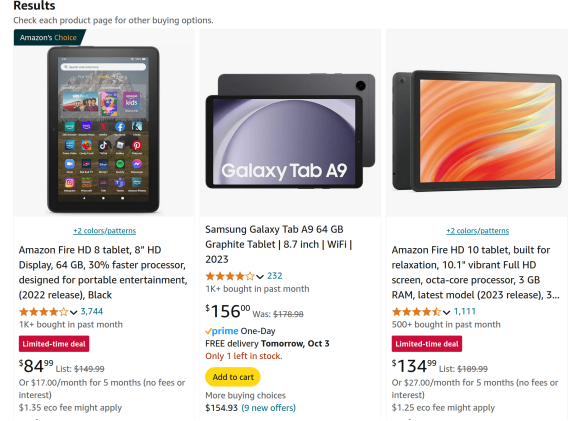 Results
Check each product page for other buying options.
Amazon's Choice
kids
+2 colors/patterns
Amazon Fire HD 8 tablet, 8” HD
Display, 64 GB, 30% faster processor,
designed for portable entertainment,
(2022 release), Black
3,744
1K+ bought in past month
Limited-time deal
$84.99 List: $149.99
Or $17.00/month for 5 months (no fees or
interest)
$1.35 eco fee might apply
Galaxy Tab A9
Samsung Galaxy Tab A9 64 GB
Graphite Tablet | 8.7 inch | WiFi |
2023
232
1K+ bought in past month
$156.00 Was: $178.98
prime One-Day
FREE delivery Tomorrow, Oct 3
Only 1 left in stock.
Add to cart
More buying choices
$154.93 (9 new offers)
+2 colors/patterns
Amazon Fire HD 10 tablet, built for
relaxation, 10.1" vibrant Full HD
screen, octa-core processor, 3 GB
RAM, latest model (2023 release), 3...
1,111
500+ bought in past month
Limited-time deal
$134.99 List: $189.99
Or $27.00/month for 5 months (no fees or
interest)
$1.25 eco fee might apply